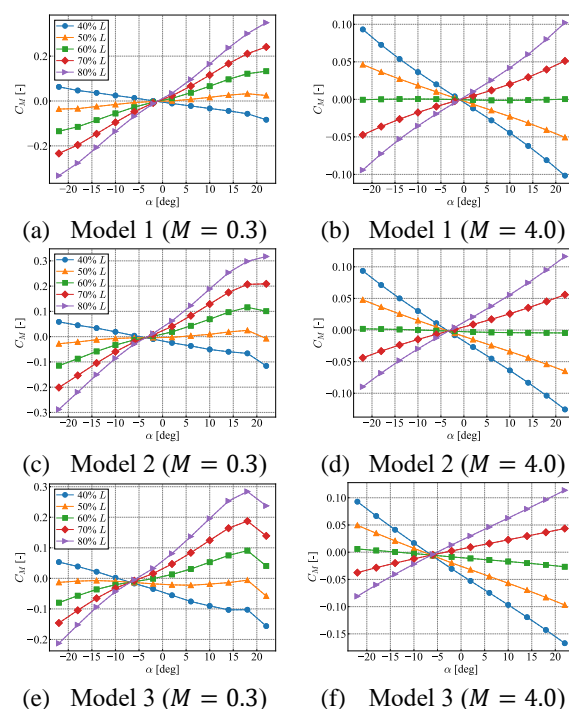 40% L
50% L
60% L
70% L
80% L
0.2
0.0
−0.2
C_M [-]
−20 −15 −10 −5 0 5 10 15 20
α [deg]
(a) Model 1 (M = 0.3)
0.10
0.05
0.00
−0.05
−0.10
C_M [-]
−20 −15 −10 −5 0 5 10 15 20
α [deg]
(b) Model 1 (M = 4.0)
40% L
50% L
60% L
70% L
80% L
0.3
0.2
0.1
0.0
−0.1
−0.2
−0.3
C_M [-]
−20 −15 −10 −5 0 5 10 15 20
α [deg]
(c) Model 2 (M = 0.3)
0.10
0.05
0.00
−0.05
−0.10
C_M [-]
−20 −15 −10 −5 0 5 10 15 20
α [deg]
(d) Model 2 (M = 4.0)
40% L
50% L
60% L
70% L
80% L
0.3
0.2
0.1
0.0
−0.1
−0.2
C_M [-]
−20 −15 −10 −5 0 5 10 15 20
α [deg]
(e) Model 3 (M = 0.3)
0.10
0.05
0.00
−0.05
−0.10
−0.15
C_M [-]
−20 −15 −10 −5 0 5 10 15 20
α [deg]
(f) Model 3 (M = 4.0)